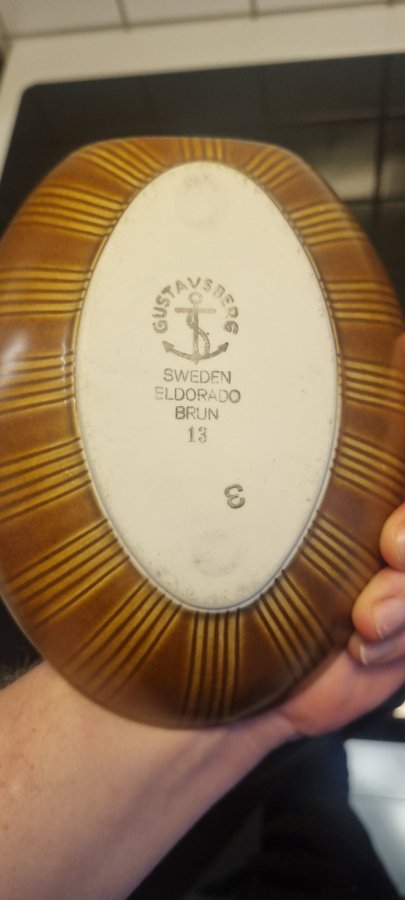 GUSTAVSBERG
SWEDEN
ELDORADO
BRUN
13
3